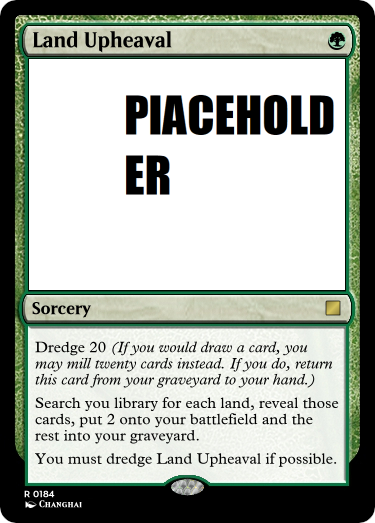 Land Upheaval
PIACEHOLD
ER
Sorcery
Dredge 20 (If you would draw a card, you
may mill twenty cards instead. If you do, return
this card from your graveyard to your hand.)
Search you library for each land, reveal those
cards, put 2 onto your battlefield and the
rest into your graveyard.
You must dredge Land Upheaval if possible.
R 0184
Changhai